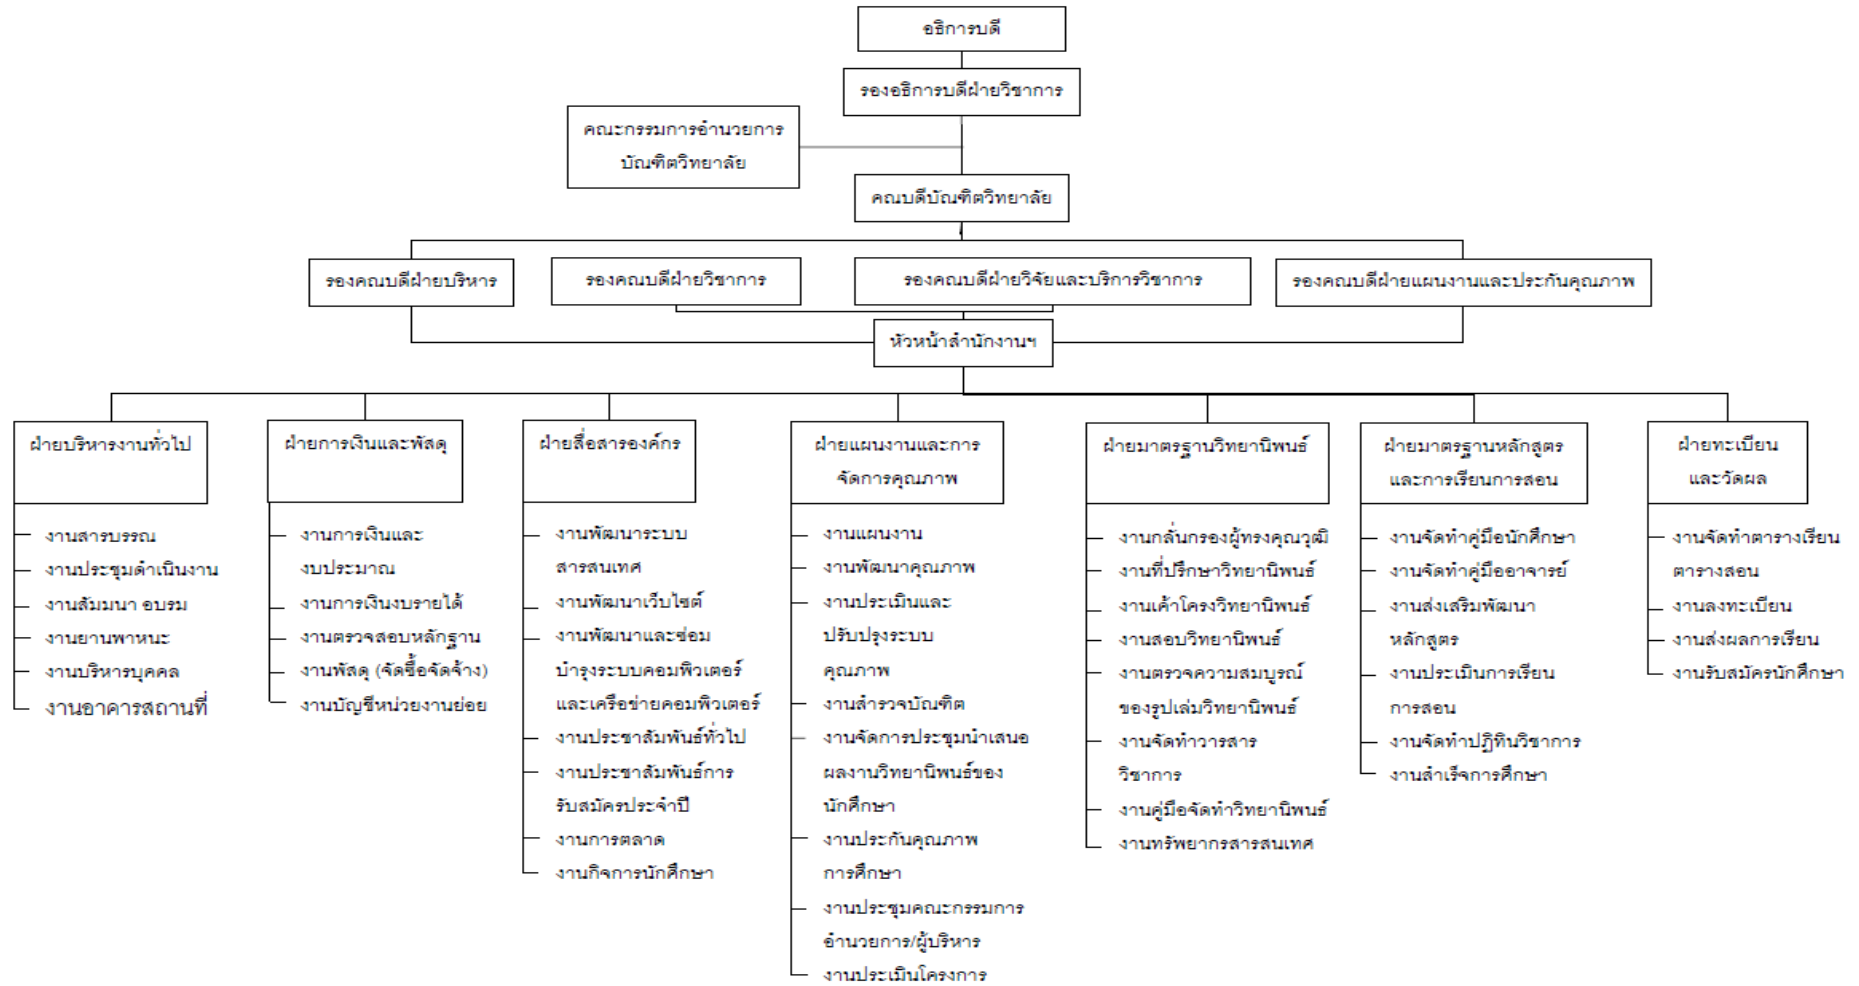 อธิการบดี
รองอธิการบดีฝ่ายวิชาการ
คณะกรรมการอำนวยการ
บัณฑิตวิทยาลัย
คณบดีบัณฑิตวิทยาลัย
รองคณบดีฝ่ายบริหาร
รองคณบดีฝ่ายวิชาการ
รองคณบดีฝ่ายวิจัยและบริการวิชาการ
รองคณบดีฝ่ายแผนงานและประกันคุณภาพ
หัวหน้าสำนักงานฯ
ฝ่ายบริหารงานทั่วไป
งานสารบรรณ
งานประชุมดำเนินงาน
งานสัมมนา อบรม
งานยานพาหนะ
งานบริหารบุคคล
งานอาคารสถานที่
ฝ่ายการเงินและพัสดุ
งานการเงินและ
งบประมาณ
งานการเงินงบรายได้
งานตรวจสอบหลักฐาน
งานพัสดุ (จัดซื้อจัดจ้าง)
งานบัญชีหน่วยงานย่อย
ฝ่ายสื่อสารองค์กร
งานพัฒนาระบบ
สารสนเทศ
งานพัฒนาเว็บไซต์
งานพัฒนาและซ่อม
บำรุงระบบคอมพิวเตอร์
และเครือข่ายคอมพิวเตอร์
งานประชาสัมพันธ์ทั่วไป
งานประชาสัมพันธ์การ
รับสมัครประจำปี
งานการตลาด
งานกิจการนักศึกษา
ฝ่ายแผนงานและการ
จัดการคุณภาพ
งานแผนงาน
งานพัฒนาคุณภาพ
งานประเมินและ
ปรับปรุงระบบ
คุณภาพ
งานสำรวจบัณฑิต
งานจัดการประชุมนำเสนอ
ผลงานวิทยานิพนธ์ของ
นักศึกษา
งานประกันคุณภาพ
การศึกษา
งานประชุมคณะกรรมการ
อำนวยการ/ผู้บริหาร
งานประเมินโครงการ
ฝ่ายมาตรฐานวิทยานิพนธ์
งานกลั่นกรองผู้ทรงคุณวุฒิ
งานที่ปรึกษาวิทยานิพนธ์
งานเค้าโครงวิทยานิพนธ์
งานสอบวิทยานิพนธ์
งานตรวจความสมบูรณ์
ของรูปเล่มวิทยานิพนธ์
งานจัดทำวารสาร
วิชาการ
งานคู่มือจัดทำวิทยานิพนธ์
งานทรัพยากรสารสนเทศ
ฝ่ายมาตรฐานหลักสูตร
และการเรียนการสอน
งานจัดทำคู่มือนักศึกษา
งานจัดทำคู่มืออาจารย์
งานส่งเสริมพัฒนา
หลักสูตร
งานประเมินการเรียน
การสอน
งานจัดทำปฏิทินวิชาการ
งานสำเร็จการศึกษา
ฝ่ายทะเบียน
และวัดผล
งานจัดทำตารางเรียน
ตารางสอน
งานลงทะเบียน
งานส่งผลการเรียน
งานรับสมัครนักศึกษา